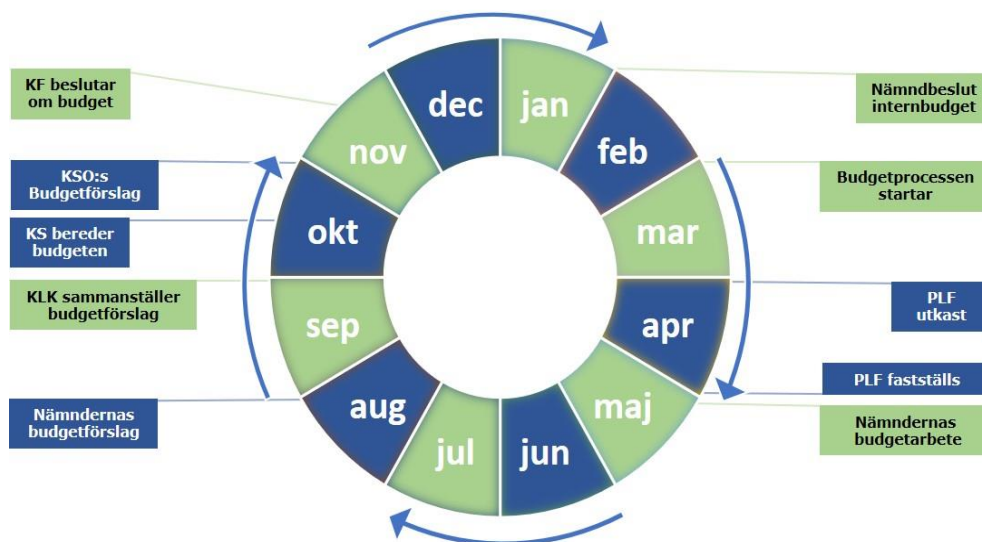 dec
jan
feb
mar
apr
maj
jun
jul
aug
sep
okt
nov
Nämndbeslut
internbudget
Budgetprocessen
startar
PLF
utkast
PLF fastställs
Nämndernas
budgetarbete
KF beslutar
om budget
KSO:s
Budgetförslag
KS bereder
budgeten
KLK sammanställer
budgetförslag
Nämndernas
budgetförslag